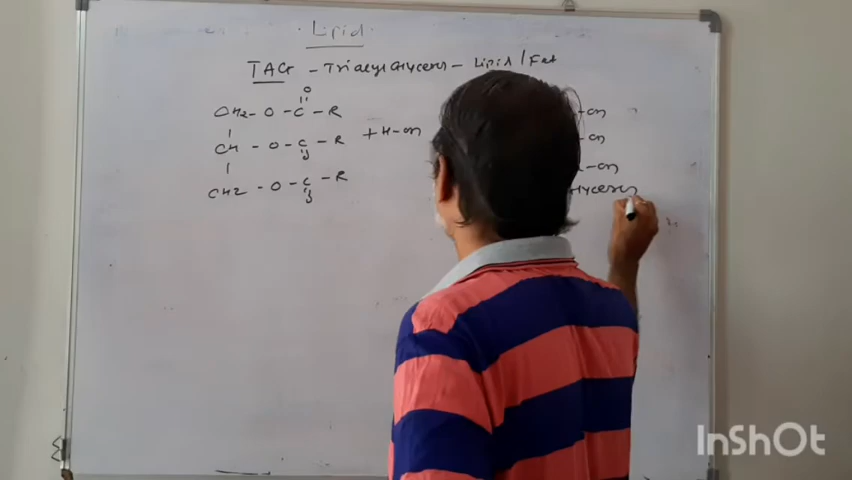 Lipid
TAG - Triacyl Glycerol - Lipid/Fat
O
CH2 - O - C - R
CH - O - C - R + H-OH
O
CH2 - O - C - R
O
-OH
-OH
-OH
Glycerol
InShOt